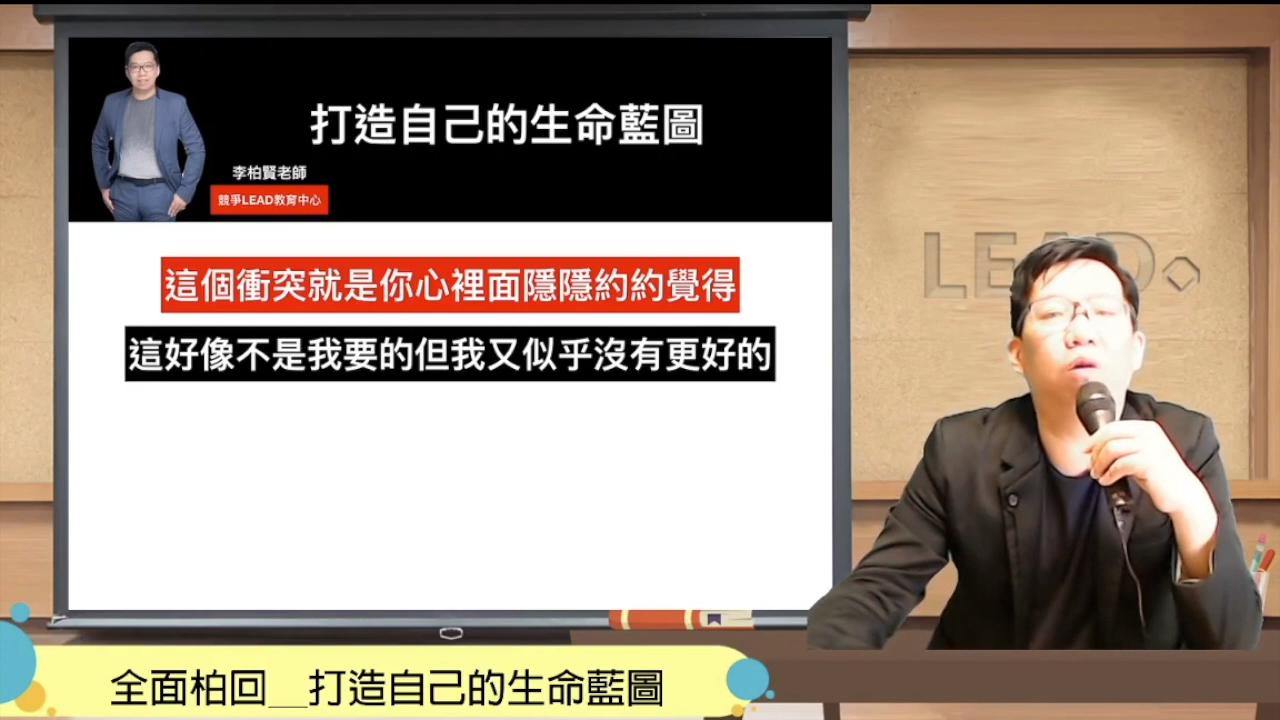 打造自己的生命藍圖
李柏賢老師
競爭LEAD教育中心
這個衝突就是你心裡面隱隱約約覺得
這好像不是我要的但我又似乎沒有更好的
LEAD
全面柏回__打造自己的生命藍圖